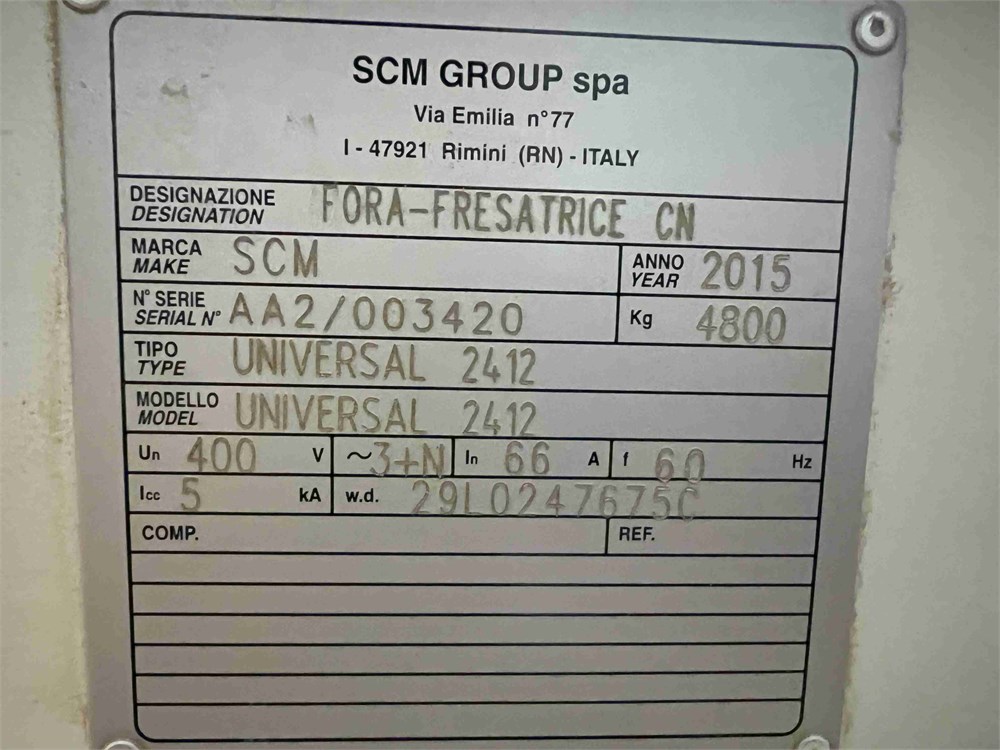 SCM GROUP spa
Via Emilia n°77
I - 47921 Rimini (RN) - ITALY
DESIGNAZIONE
DESIGNATION FORA-FRESATRICE CN
MARCA
MAKE SCM
ANNO
YEAR 2015
N° SERIE
SERIAL N° AA2/003420
Kg 4800
TIPO
TYPE UNIVERSAL 2412
MODELLO
MODEL UNIVERSAL 2412
Un 400 V ~3+N In 66 A f 60 Hz
Icc 5 kA w.d. 29L0247675C
COMP. REF.